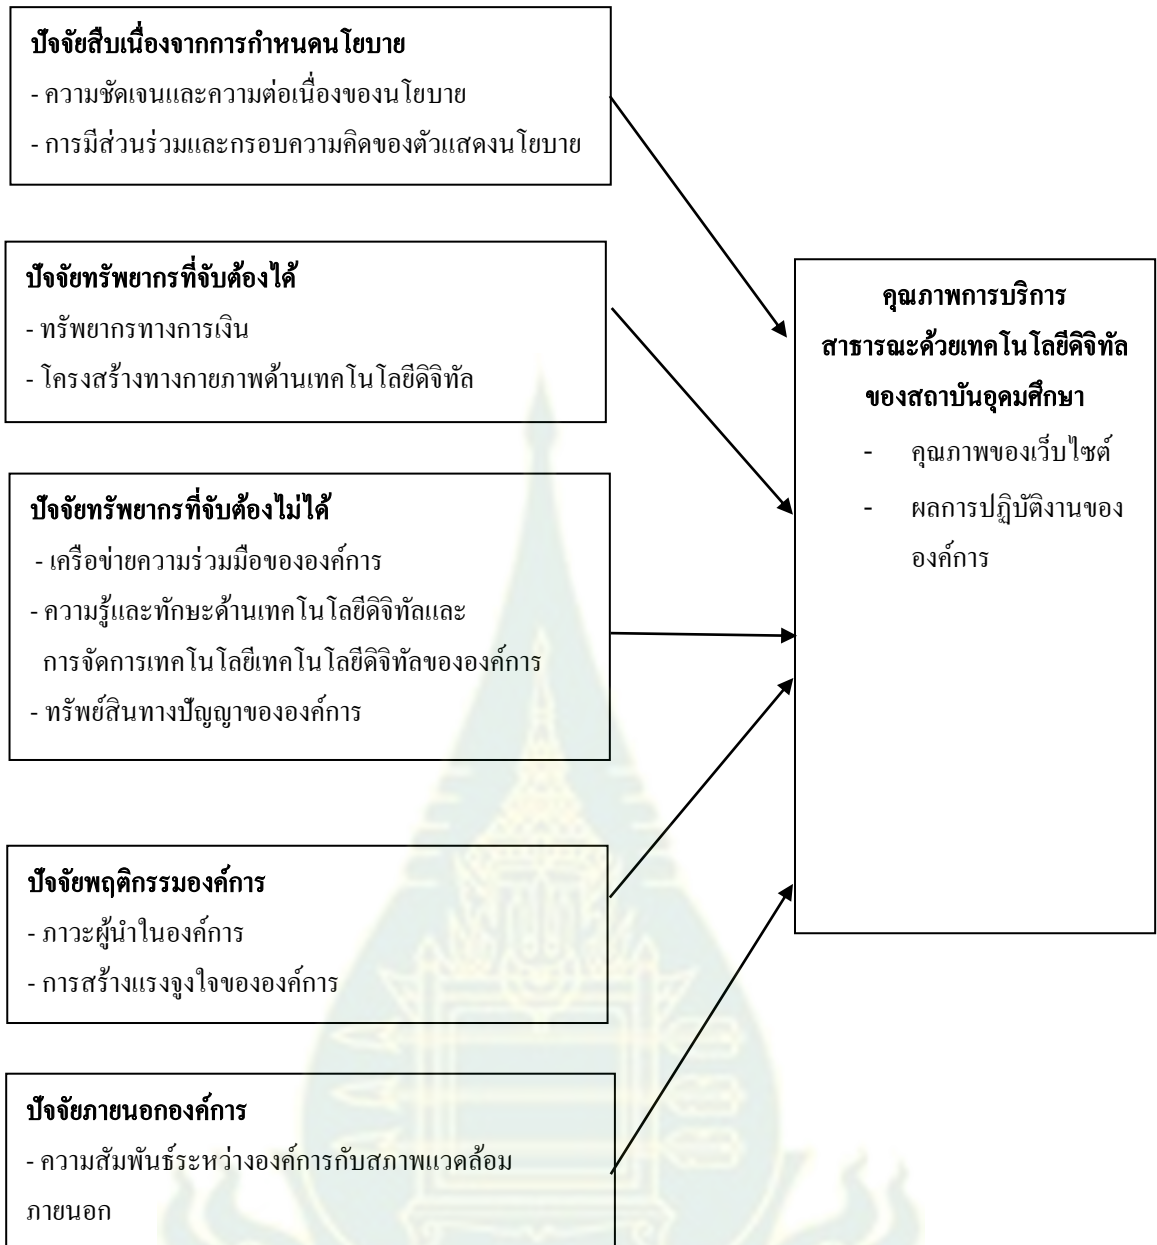 ปัจจัยสืบเนื่องจากการกำหนดนโยบาย
- ความชัดเจนและความต่อเนื่องของนโยบาย
- การมีส่วนร่วมและกรอบความคิดของตัวแสดงนโยบาย
ปัจจัยทรัพยากรที่จับต้องได้
- ทรัพยากรทางการเงิน
- โครงสร้างทางกายภาพด้านเทคโนโลยีดิจิทัล
ปัจจัยทรัพยากรที่จับต้องไม่ได้
- เครือข่ายความร่วมมือขององค์การ
- ความรู้และทักษะด้านเทคโนโลยีดิจิทัลและ
การจัดการเทคโนโลยีเทคโนโลยีดิจิทัลขององค์การ
- ทรัพย์สินทางปัญญาขององค์การ
ปัจจัยพฤติกรรมองค์การ
- ภาวะผู้นำในองค์การ
- การสร้างแรงจูงใจขององค์การ
ปัจจัยภายนอกองค์การ
- ความสัมพันธ์ระหว่างองค์การกับสภาพแวดล้อม
ภายนอก
คุณภาพการบริการ
สาธารณะด้วยเทคโนโลยีดิจิทัล
ของสถาบันอุดมศึกษา
- คุณภาพของเว็บไซต์
- ผลการปฏิบัติงานของ
องค์การ